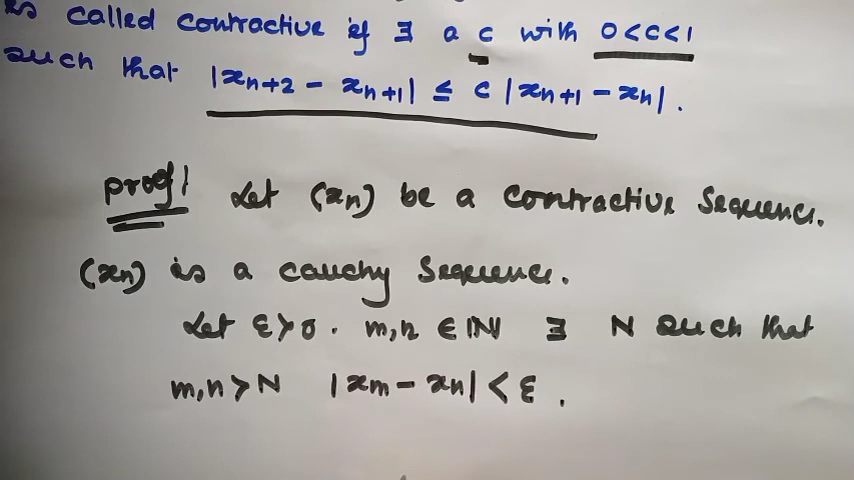 is called contractive if ∃ a c with 0<c<1
such that |xn+2 - xn+1| ≤ c |xn+1 - xn|.
proof! Let (xn) be a contractive sequence.
(xn) is a cauchy sequence.
Let ε>0. m,n ∈ ℕ ∃ N such that
m,n>N |xm - xn| < ε.